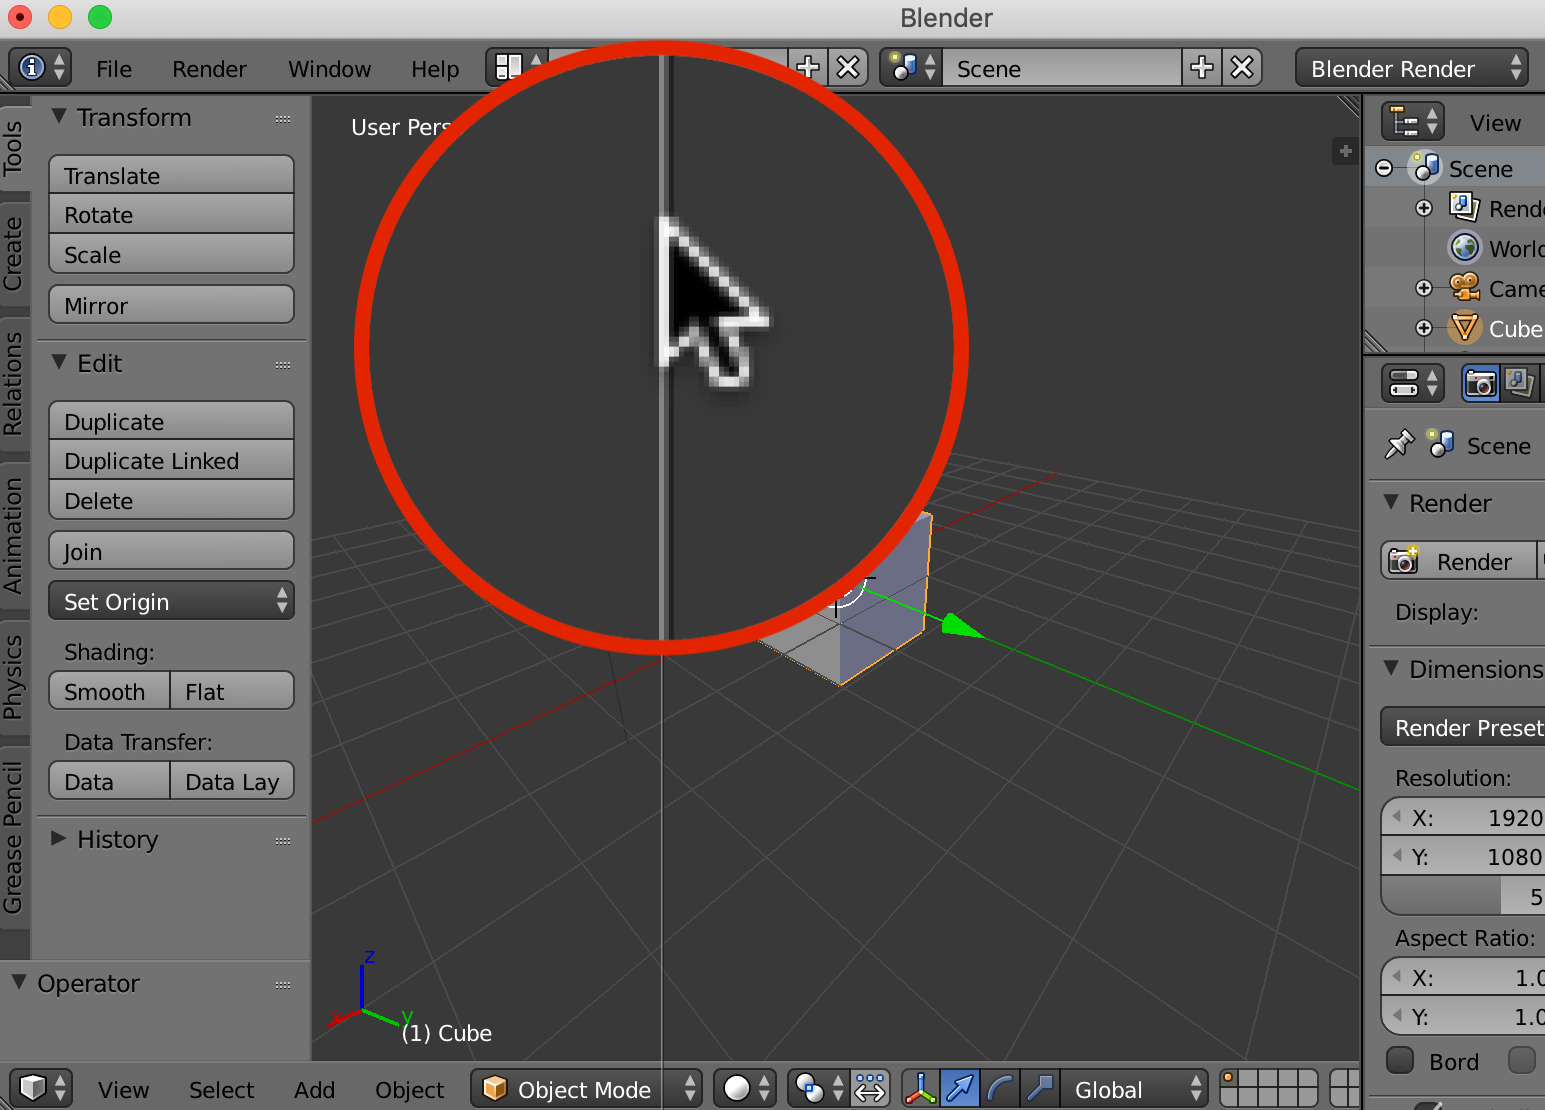 Blender
File Render Window Help
Scene
Blender Render
Tools
Create
Relations
Animation
Physics
Grease Pencil
Transform
Translate
Rotate
Scale
Mirror
Edit
Duplicate
Duplicate Linked
Delete
Join
Set Origin
Shading:
Smooth Flat
Data Transfer:
Data Data Lay
History
Operator
User Pers
z
x
y
(1) Cube
View Select Add Object
Object Mode
Global
View
Scene
Rend
World
Came
Cube
Scene
Render
Render
Display:
Dimensions
Render Preset
Resolution:
X: 1920
Y: 1080
5
Aspect Ratio:
X: 1.0
Y: 1.0
Bord